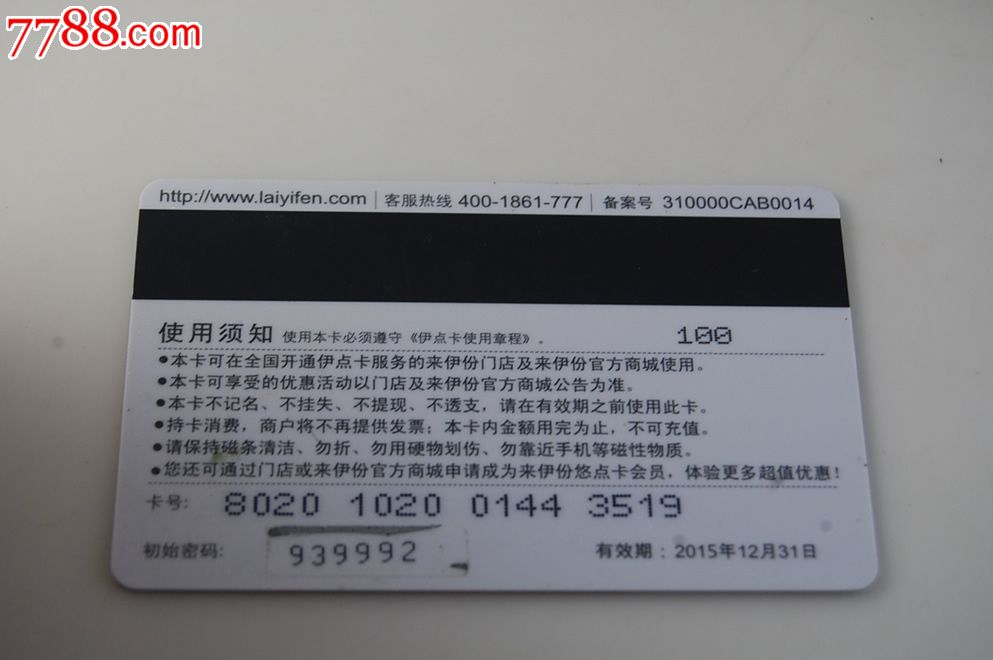 7788.com
http://www.laiyifen.com | 客服热线 400-1861-777 | 备案号 310000CAB0014
使用须知 使用本卡必须遵守《伊点卡使用章程》。 100
●本卡可在全国开通伊点卡服务的来伊份门店及来伊份官方商城使用。
●本卡可享受的优惠活动以门店及来伊份官方商城公告为准。
●本卡不记名、不挂失、不提现、不透支，请在有效期之前使用此卡。
●持卡消费，商户将不再提供发票；本卡内金额用完为止，不可充值。
●请保持磁条清洁、勿折、勿用硬物划伤、勿靠近手机等磁性物质。
●您还可通过门店或来伊份官方商城申请成为来伊份悠点卡会员，体验更多超值优惠！
卡号: 8020 1020 0144 3519
初始密码: 939992 有效期：2015年12月31日